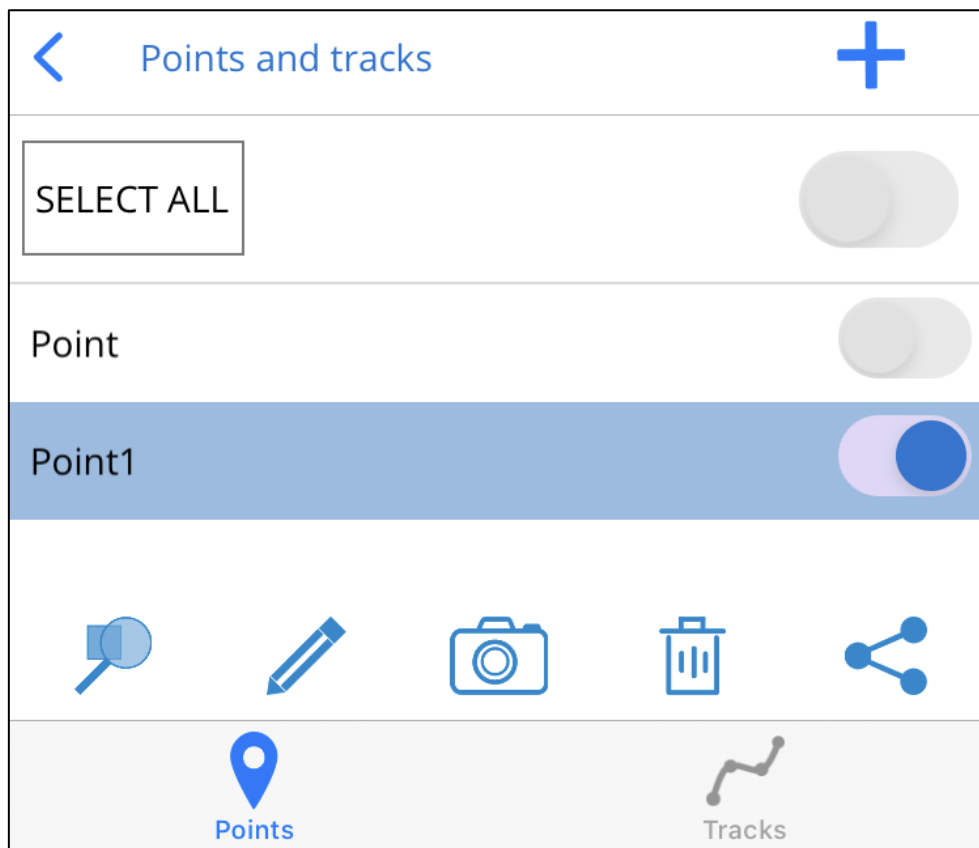 Points and tracks
SELECT ALL
Point
Point1
Points
Tracks